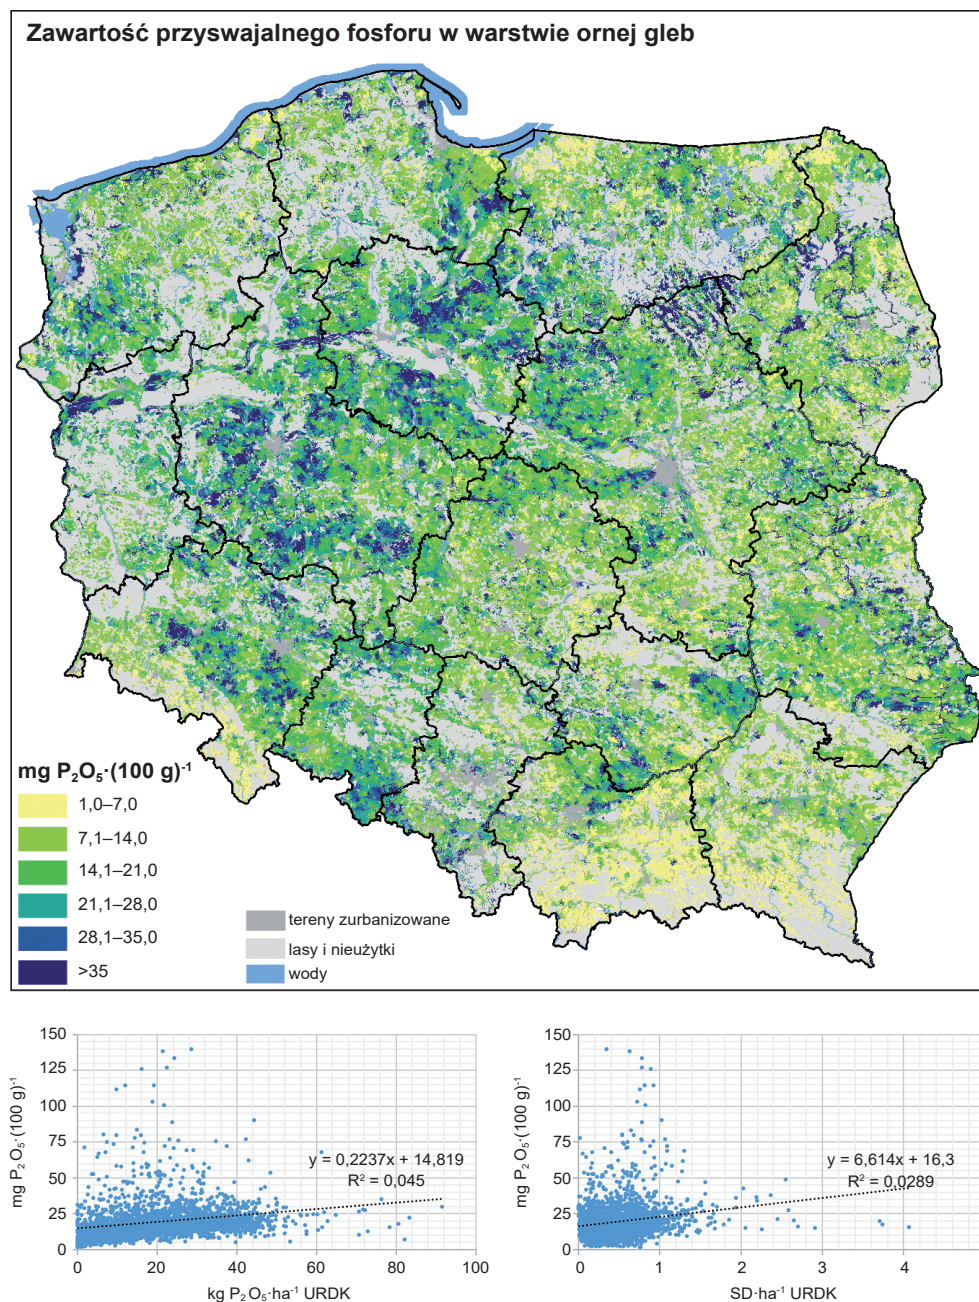 Zawartość przyswajalnego fosforu w warstwie ornej gleb
mg P₂O₅·(100 g)⁻¹
1,0–7,0
7,1–14,0
14,1–21,0
21,1–28,0
28,1–35,0
>35
tereny zurbanizowane
lasy i nieużytki
wody
mg P₂O₅·(100 g)⁻¹
150
125
100
75
50
25
0
y = 0,2237x + 14,819
R² = 0,045
0 20 40 60 80 100
kg P₂O₅·ha⁻¹ URDK
mg P₂O₅·(100 g)⁻¹
150
125
100
75
50
25
0
y = 6,614x + 16,3
R² = 0,0289
0 1 2 3 4
SD·ha⁻¹ URDK